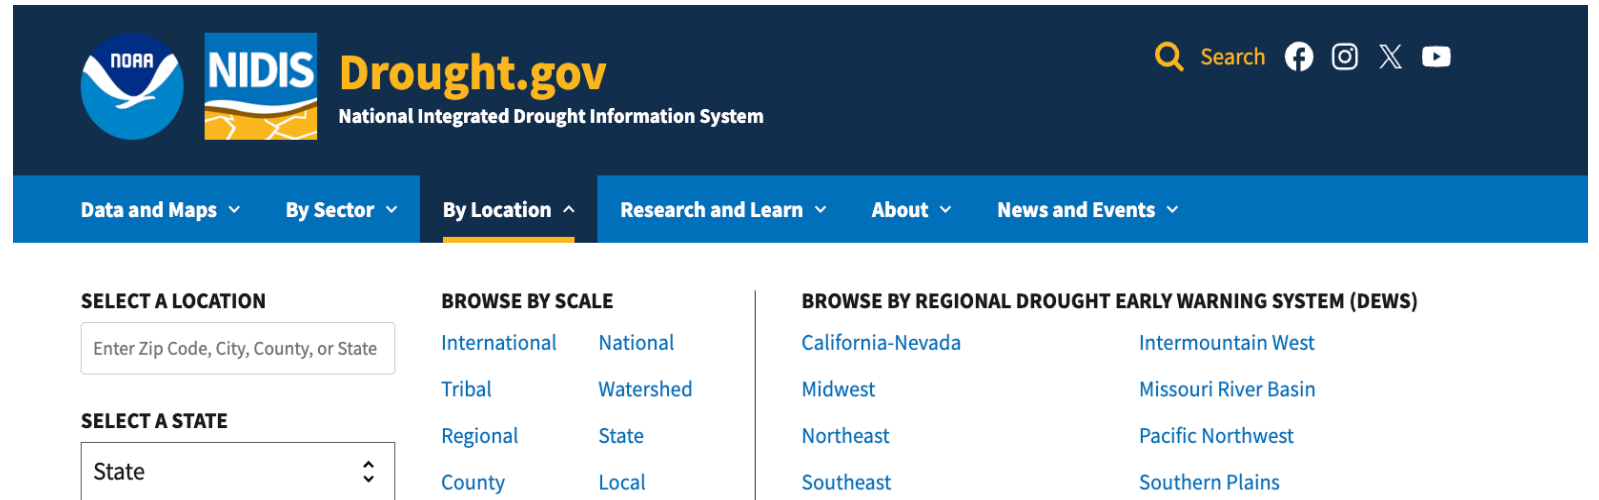 NOAA
NIDIS
Drought.gov
National Integrated Drought Information System
Search
Data and Maps
By Sector
By Location
Research and Learn
About
News and Events
SELECT A LOCATION
Enter Zip Code, City, County, or State
SELECT A STATE
State
BROWSE BY SCALE
International National
Tribal Watershed
Regional State
County Local
BROWSE BY REGIONAL DROUGHT EARLY WARNING SYSTEM (DEWS)
California-Nevada Intermountain West
Midwest Missouri River Basin
Northeast Pacific Northwest
Southeast Southern Plains